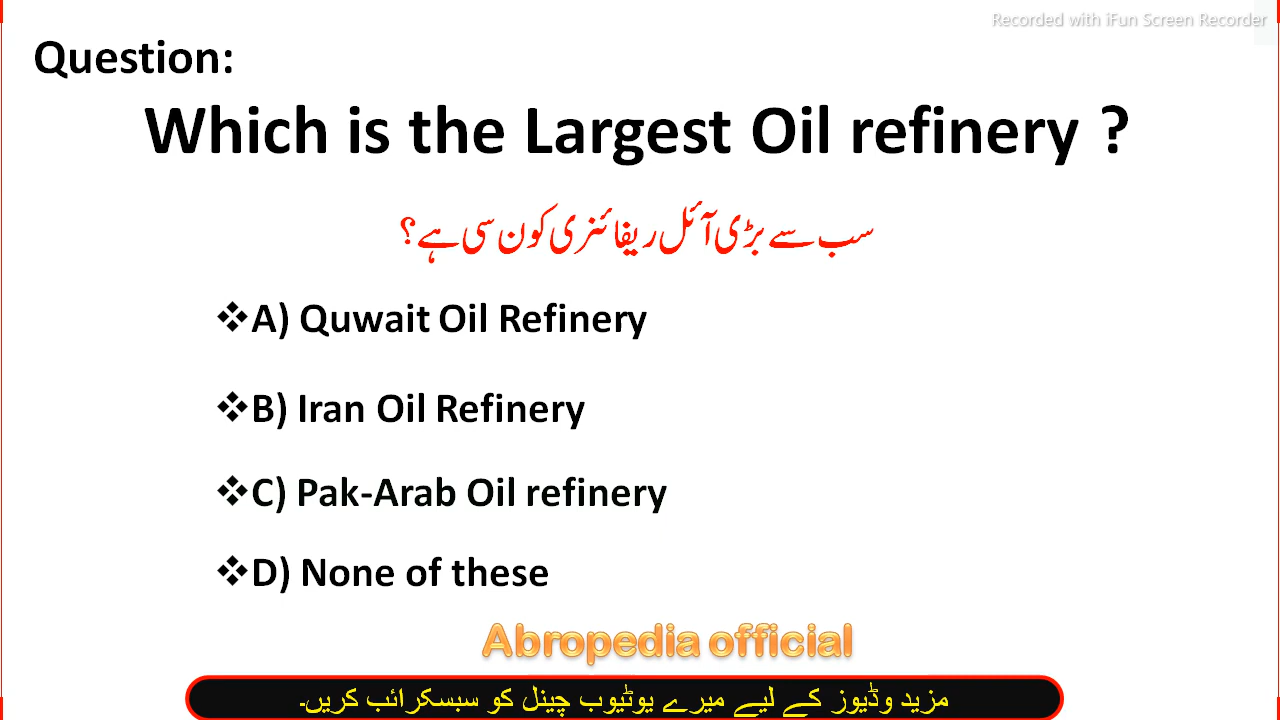 Recorded with iFun Screen Recorder
Question:
Which is the Largest Oil refinery ?
سب سے بڑی آئل ریفائنری کون سی ہے؟
❖A) Quwait Oil Refinery
❖B) Iran Oil Refinery
❖C) Pak-Arab Oil refinery
❖D) None of these
Abropedia official
مزید وڈیوز کے لیے میرے یوٹیوب چینل کو سبسکرائب کریں۔